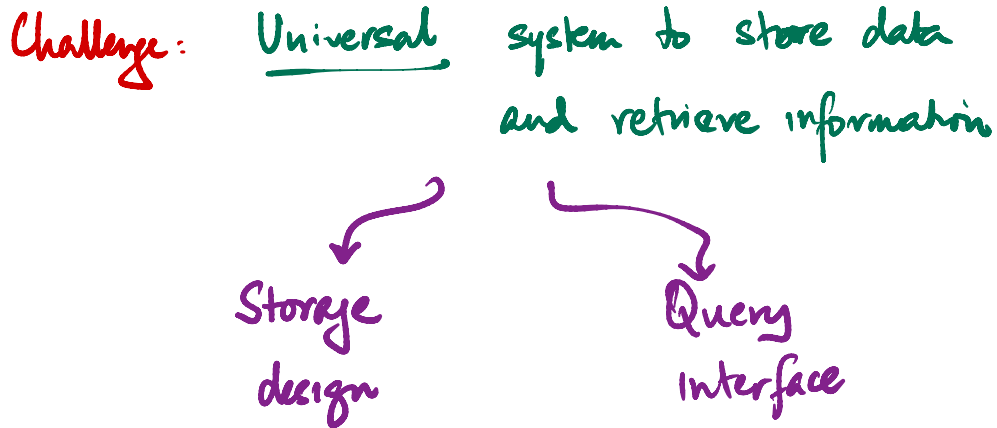 Challenge: Universal system to store data
and retrieve information
Storage Query
design interface